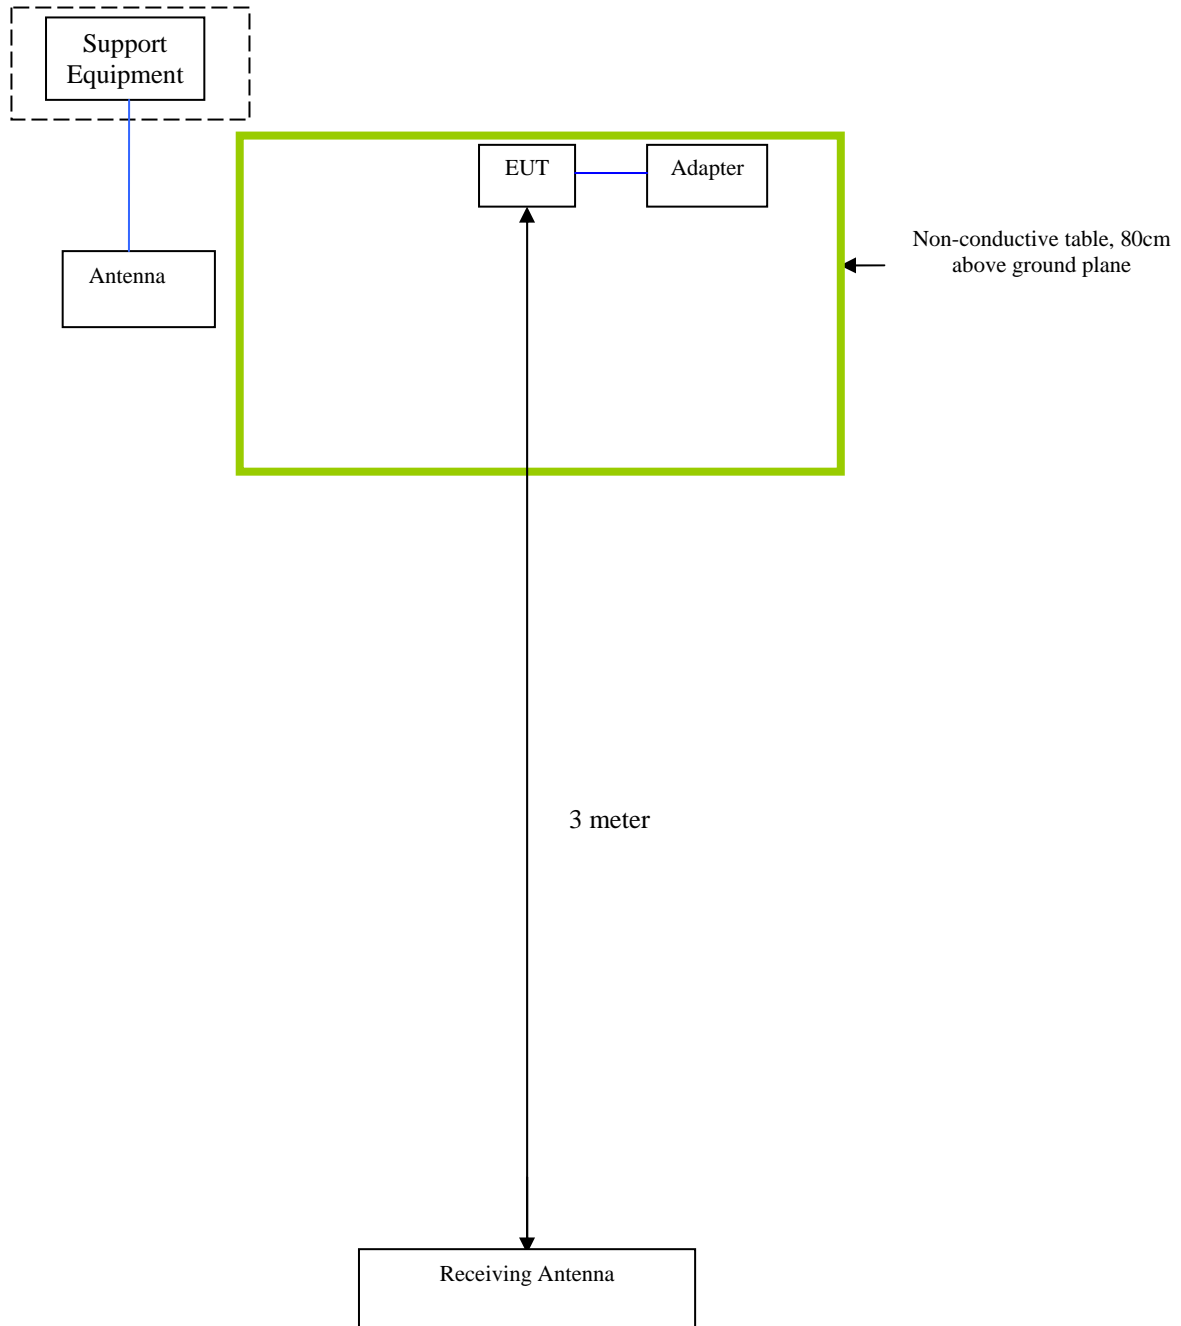 Support
Equipment
EUT
Adapter
Non-conductive table, 80cm
above ground plane
Antenna
3 meter
Receiving Antenna